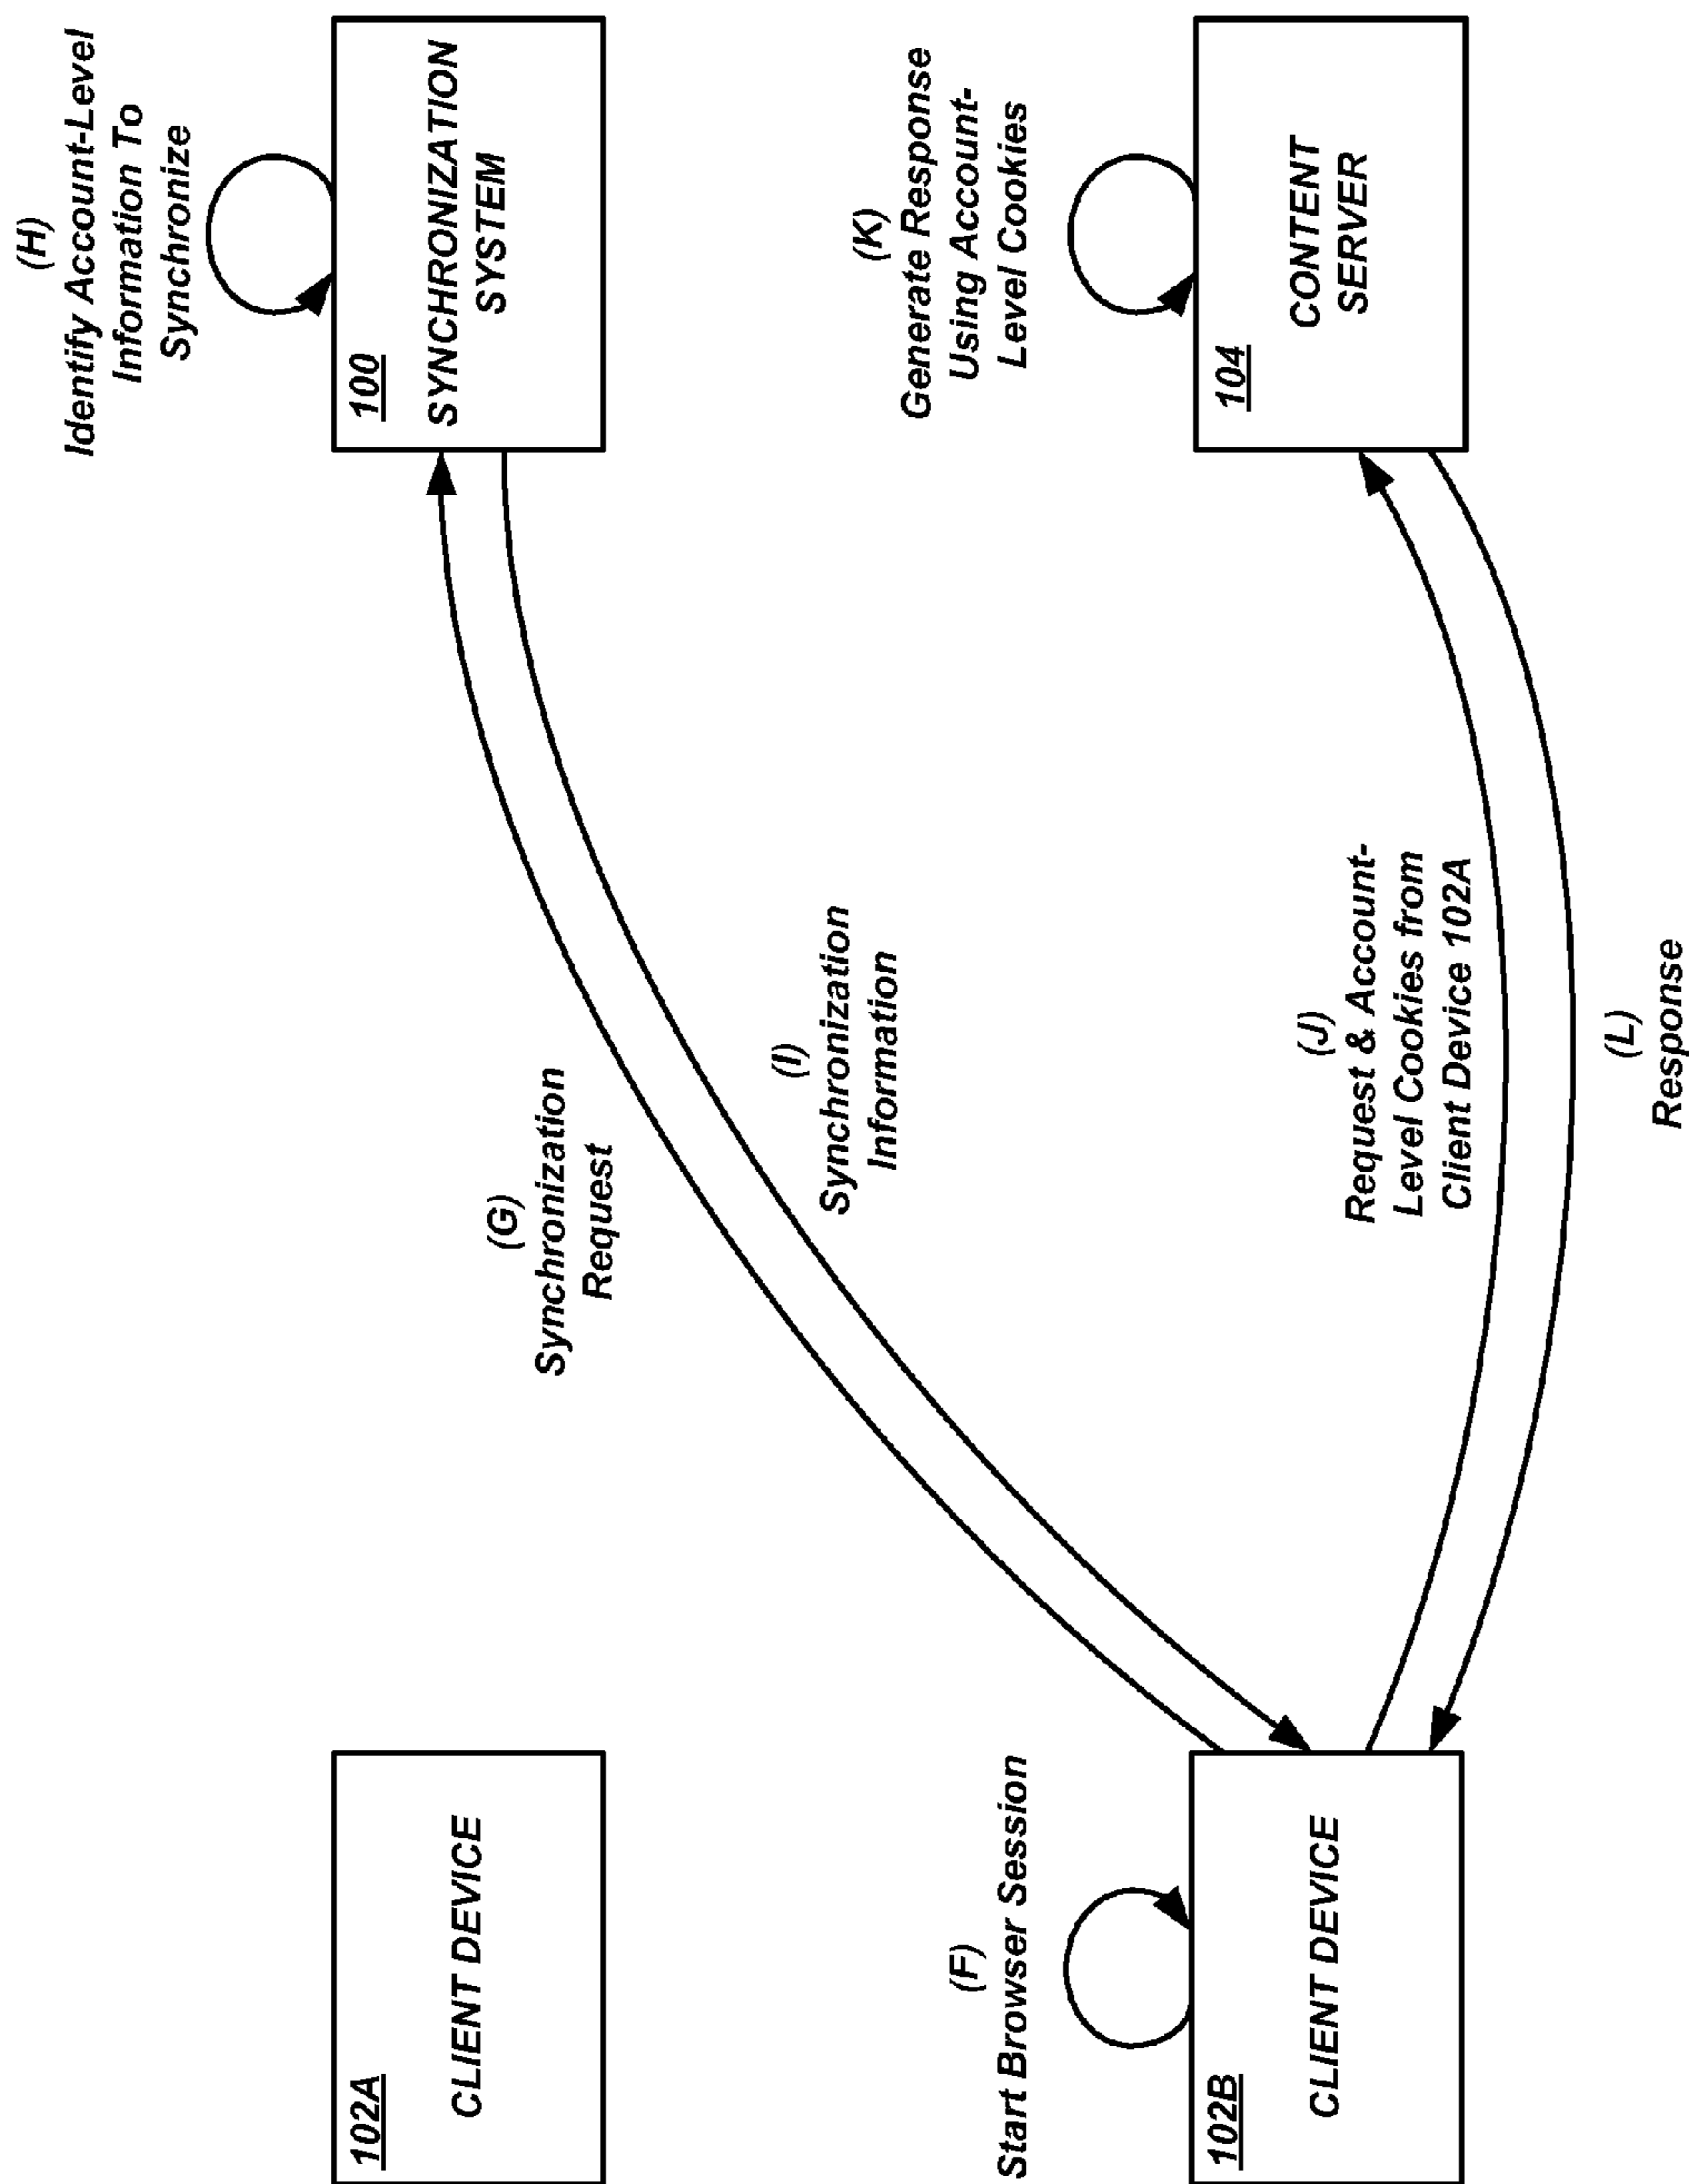 102A
CLIENT DEVICE
(H)
Identify Account-Level
Information To
Synchronize
100
SYNCHRONIZATION
SYSTEM
(G)
Synchronization
Request
(I)
Synchronization
Information
(F)
Start Browser Session
102B
CLIENT DEVICE
(K)
Generate Response
Using Account-
Level Cookies
104
CONTENT
SERVER
(J)
Request & Account-
Level Cookies from
Client Device 102A
(L)
Response